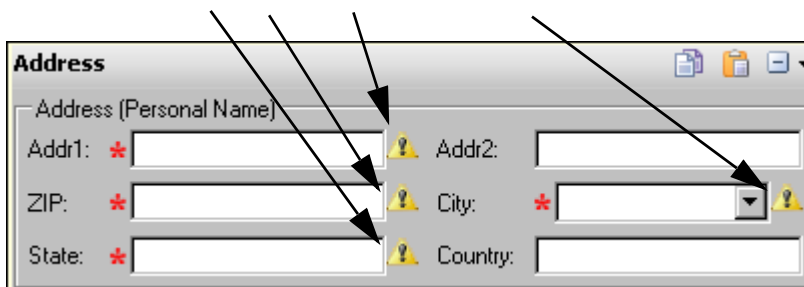 Address
Address (Personal Name)
Addr1: * Addr2:
ZIP: * City: *
State: * Country: